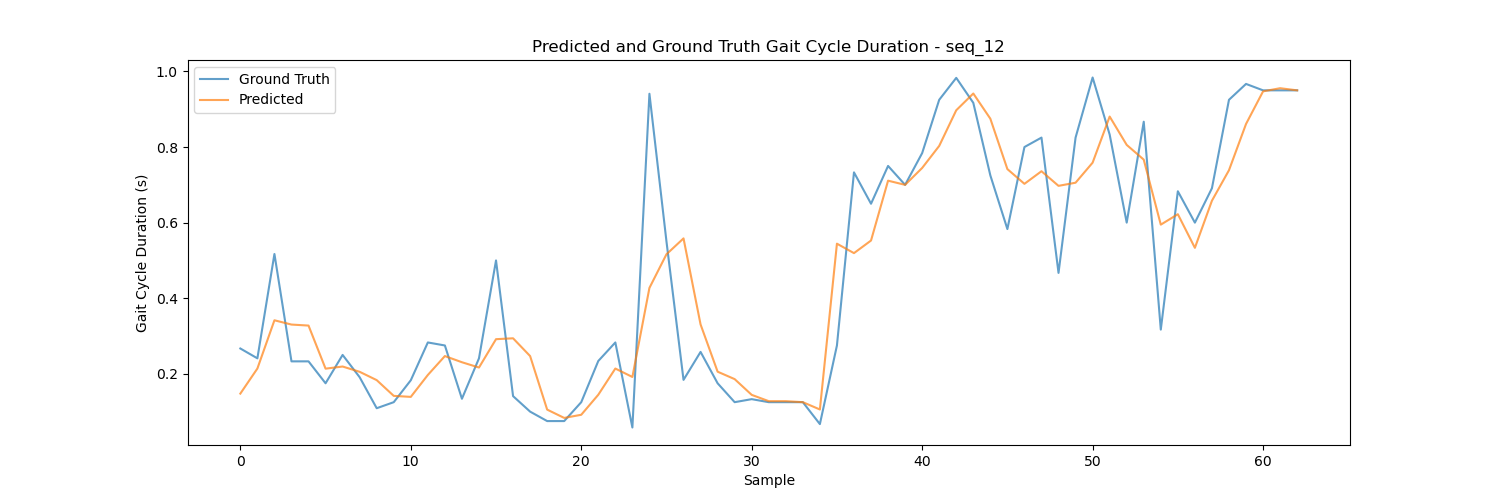 Predicted and Ground Truth Gait Cycle Duration - seq_12
Ground Truth
Predicted
1.0
0.8
0.6
0.4
0.2
Gait Cycle Duration (s)
0 10 20 30 40 50 60
Sample